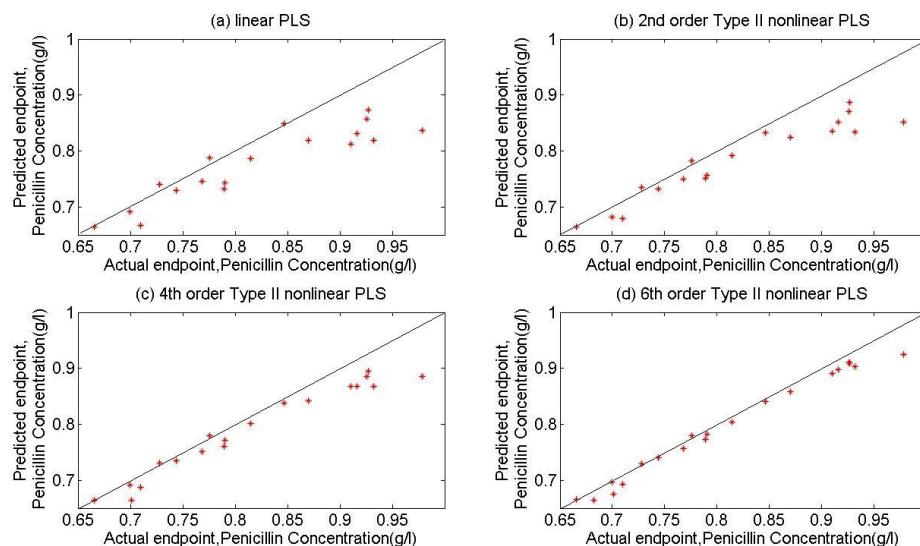 (a) linear PLS
(b) 2nd order Type II nonlinear PLS
Predicted endpoint,
Penicillin Concentration(g/l)
1
0.9
0.8
0.7
0.65 0.7 0.75 0.8 0.85 0.9 0.95
Actual endpoint,Penicillin Concentration(g/l)
Predicted endpoint,
Penicillin Concentration(g/l)
1
0.9
0.8
0.7
0.65 0.7 0.75 0.8 0.85 0.9 0.95
Actual endpoint,Penicillin Concentration(g/l)
(c) 4th order Type II nonlinear PLS
(d) 6th order Type II nonlinear PLS
Predicted endpoint,
Penicillin Concentration(g/l)
1
0.9
0.8
0.7
0.65 0.7 0.75 0.8 0.85 0.9 0.95
Actual endpoint,Penicillin Concentration(g/l)
Predicted endpoint,
Penicillin Concentration(g/l)
1
0.9
0.8
0.7
0.65 0.7 0.75 0.8 0.85 0.9 0.95
Actual endpoint,Penicillin Concentration(g/l)